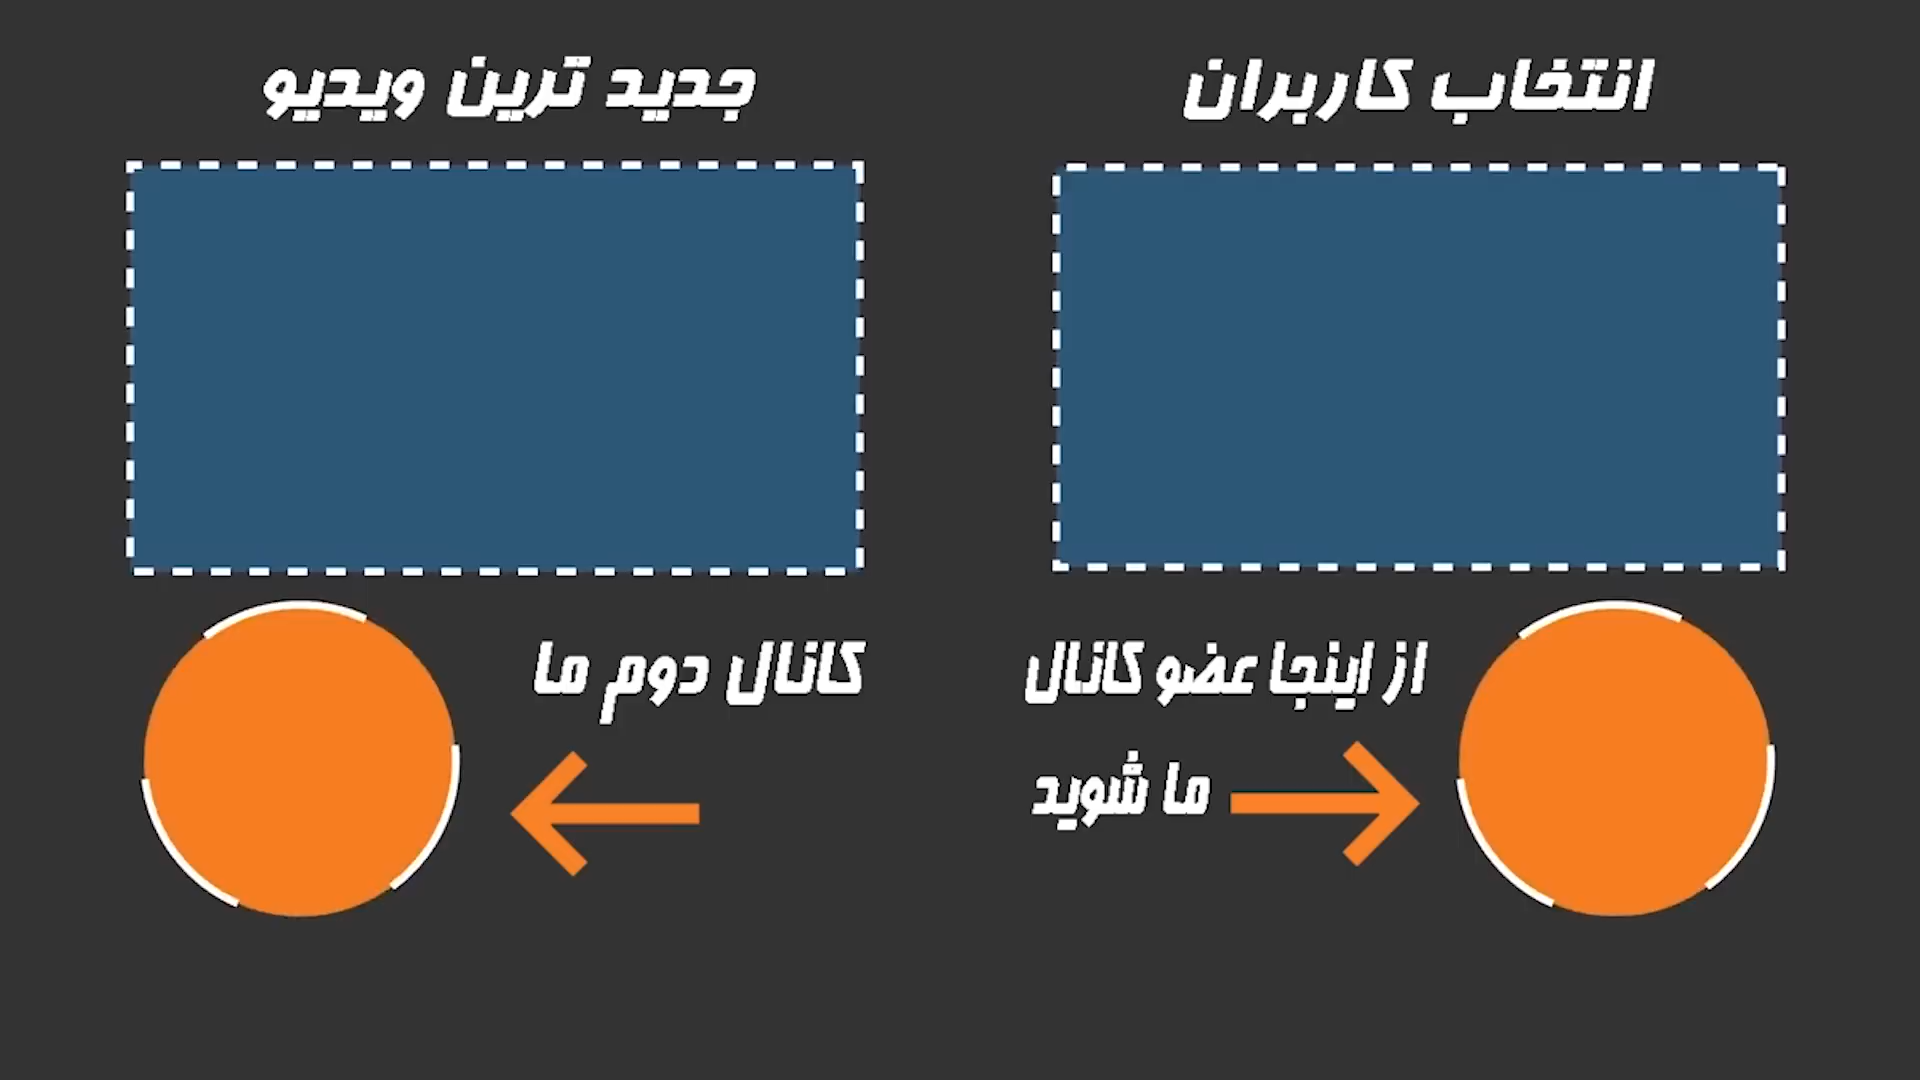 انتخاب کاربران
جدید ترین ویدیو
از اینجا عضو کانال
ما شوید
کانال دوم ما